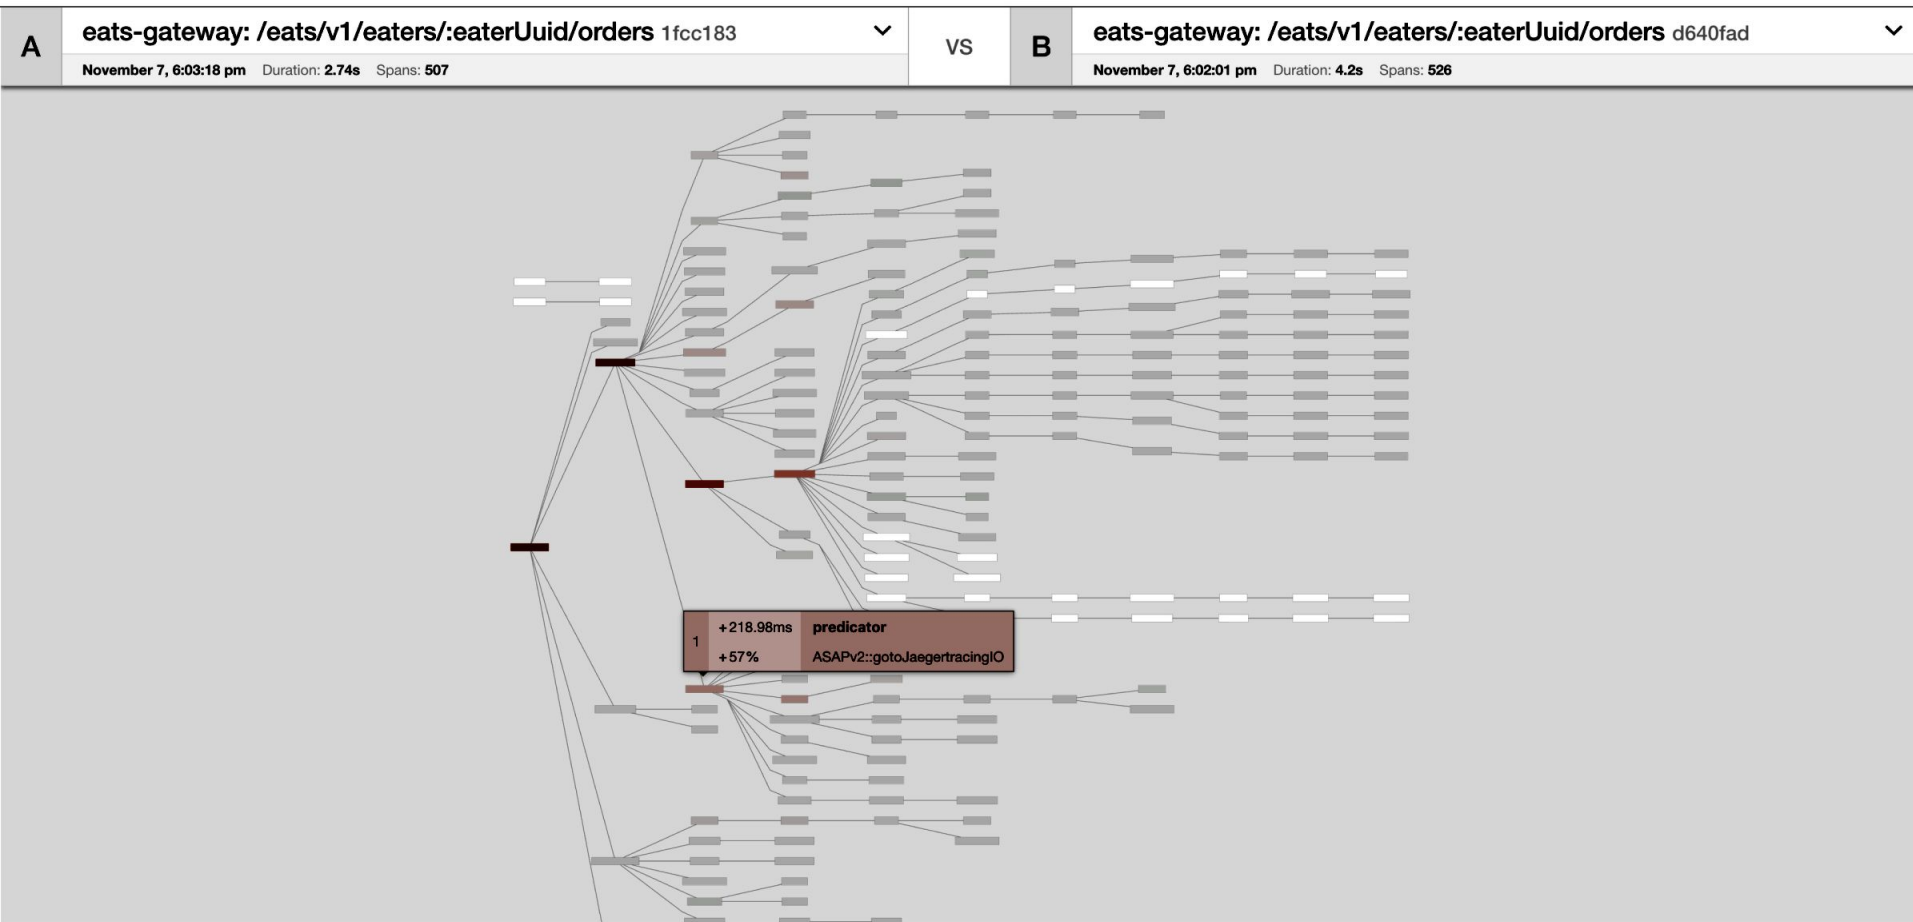 A
eats-gateway: /eats/v1/eaters/:eaterUuid/orders 1fcc183
November 7, 6:03:18 pm Duration: 2.74s Spans: 507
VS
B
eats-gateway: /eats/v1/eaters/:eaterUuid/orders d640fad
November 7, 6:02:01 pm Duration: 4.2s Spans: 526
1
+218.98ms predicator
+57% ASAPv2::gotoJaegertracingIO